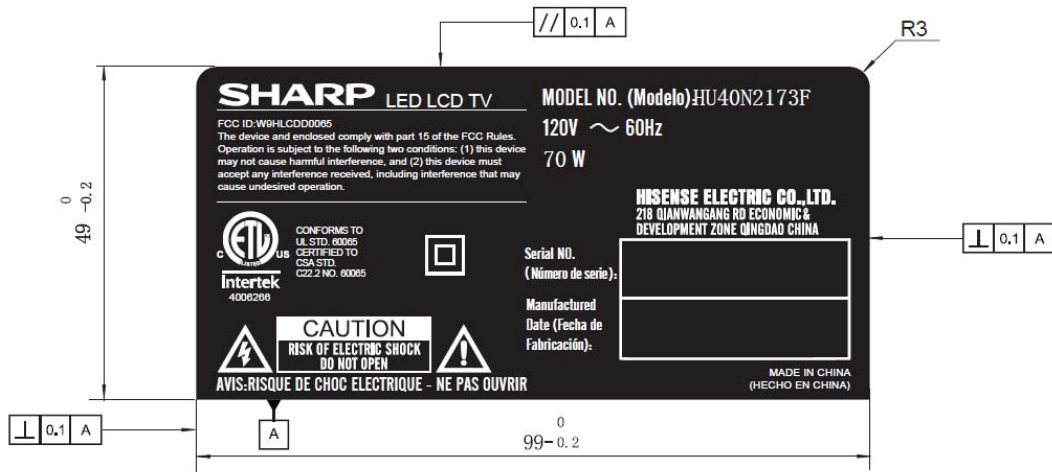 // 0.1 A
R3
SHARP LED LCD TV
FCC ID:W9HLCDD0065
The device and enclosed comply with part 15 of the FCC Rules.
Operation is subject to the following two conditions: (1) this device
may not cause harmful interference, and (2) this device must
accept any interference received, including interference that may
cause undesired operation.
MODEL NO. (Modelo):HU40N2173F
120V ～ 60Hz
70 W
0
49 -0.2
C ETL US
LISTED
Intertek
4006266
CONFORMS TO
UL STD. 60065
CERTIFIED TO
CSA STD.
C22.2 NO. 60065
HISENSE ELECTRIC CO.,LTD.
218 QIANWANGANG RD ECONOMIC &
DEVELOPMENT ZONE QINGDAO CHINA
⊥ 0.1 A
Serial NO.
(Número de serie):
Manufactured
Date (Fecha de
Fabricación):
CAUTION
RISK OF ELECTRIC SHOCK
DO NOT OPEN
AVIS:RISQUE DE CHOC ELECTRIQUE - NE PAS OUVRIR
MADE IN CHINA
(HECHO EN CHINA)
⊥ 0.1 A
A
0
99-0.2